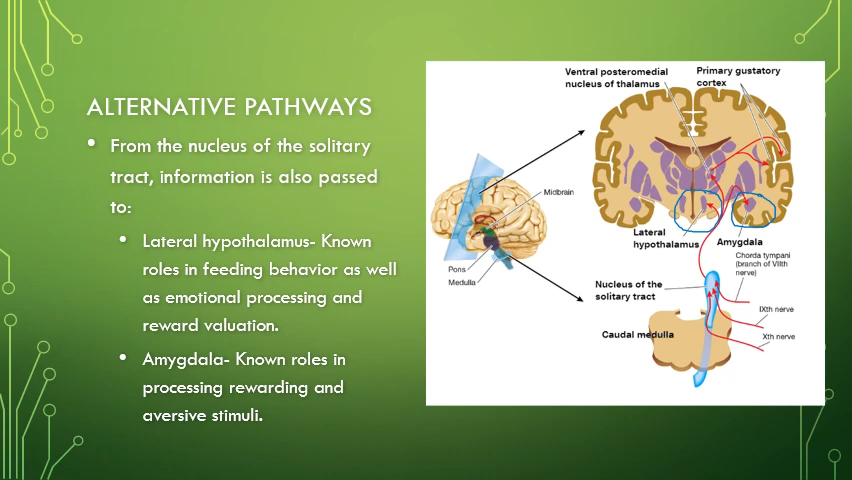 ALTERNATIVE PATHWAYS
• From the nucleus of the solitary
tract, information is also passed
to:
• Lateral hypothalamus- Known
roles in feeding behavior as well
as emotional processing and
reward valuation.
• Amygdala- Known roles in
processing rewarding and
aversive stimuli.
Ventral posteromedial
nucleus of thalamus
Primary gustatory
cortex
Midbrain
Pons
Medulla
Lateral
hypothalamus
Amygdala
Chorda tympani
(branch of VIIth
nerve)
Nucleus of the
solitary tract
IXth nerve
Caudal medulla
Xth nerve